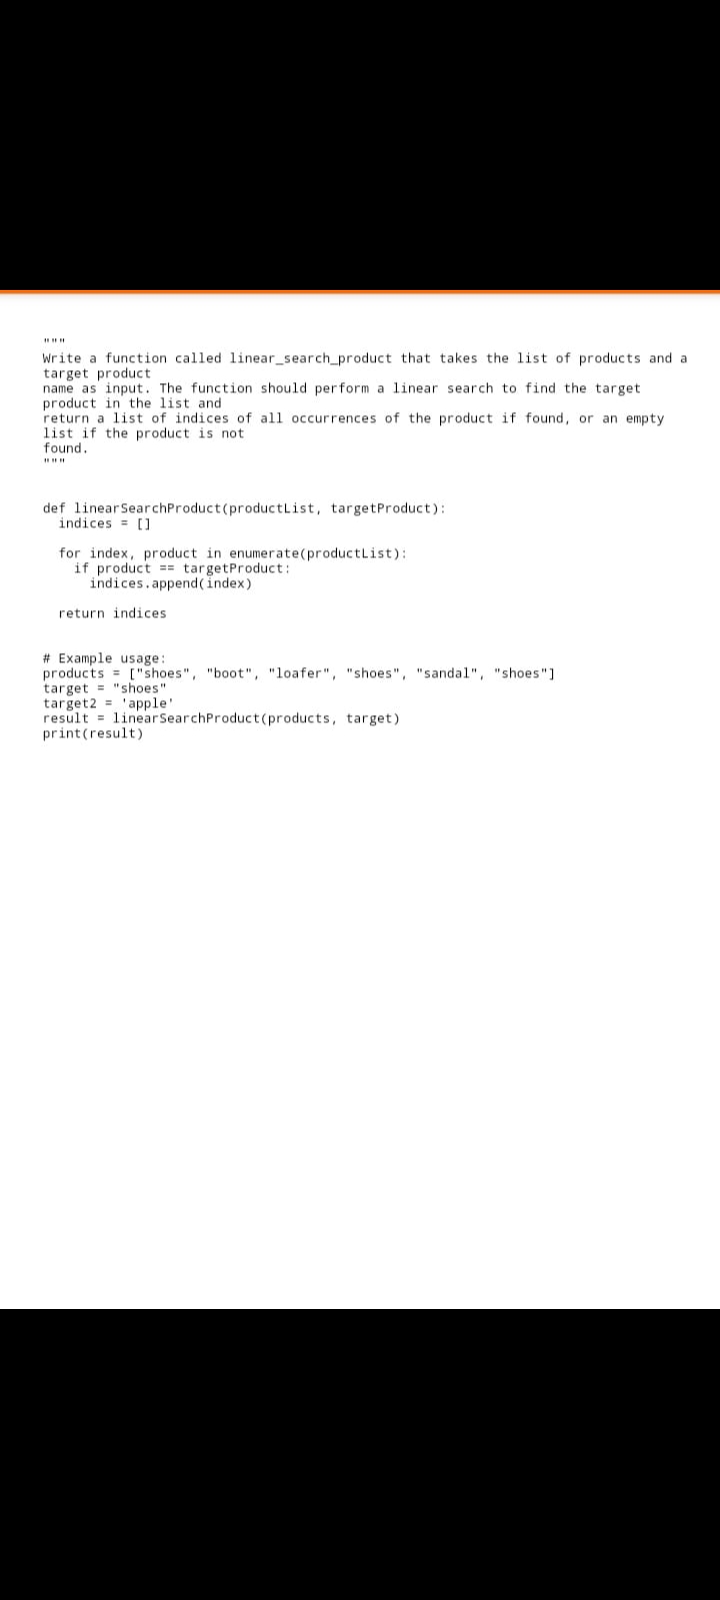 """
Write a function called linear_search_product that takes the list of products and a
target product
name as input. The function should perform a linear search to find the target
product in the list and
return a list of indices of all occurrences of the product if found, or an empty
list if the product is not
found.
"""
def linearSearchProduct(productList, targetProduct):
  indices = []
  for index, product in enumerate(productList):
    if product == targetProduct:
      indices.append(index)
  return indices
# Example usage:
products = ["shoes", "boot", "loafer", "shoes", "sandal", "shoes"]
target = "shoes"
target2 = 'apple'
result = linearSearchProduct(products, target)
print(result)